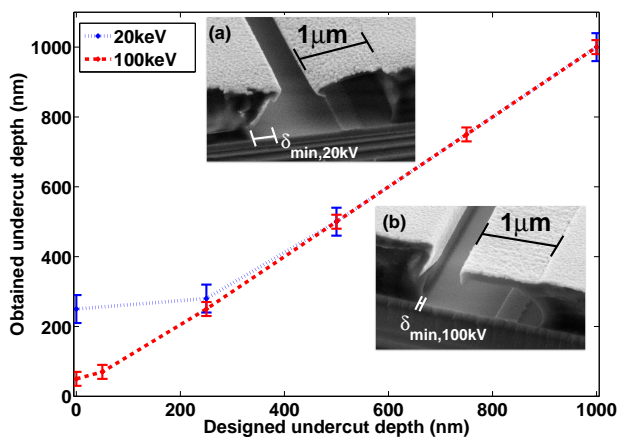 Obtained undercut depth (nm)
1000
800
600
400
200
0
20keV
100keV
(a)
1μm
δmin,20kV
(b)
1μm
δmin,100kV
0
200
400
600
800
1000
Designed undercut depth (nm)